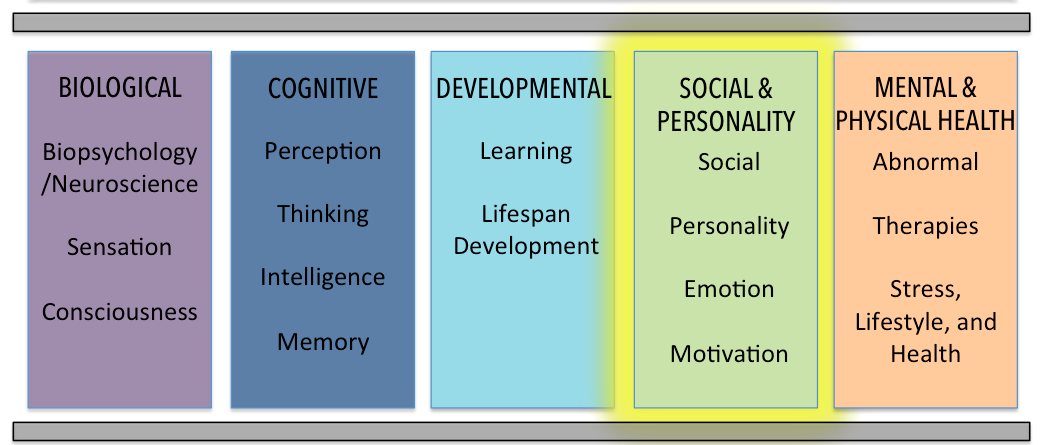 BIOLOGICAL
Biopsychology
/Neuroscience
Sensation
Consciousness
COGNITIVE
Perception
Thinking
Intelligence
Memory
DEVELOPMENTAL
Learning
Lifespan
Development
SOCIAL &
PERSONALITY
Social
Personality
Emotion
Motivation
MENTAL &
PHYSICAL HEALTH
Abnormal
Therapies
Stress,
Lifestyle, and
Health